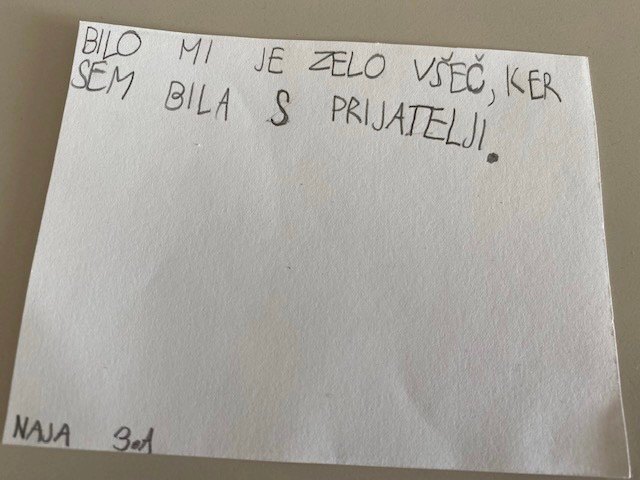 BILO MI JE ZELO VŠEČ, KER
SEM BILA S PRIJATELJI.
NAJA 3.A